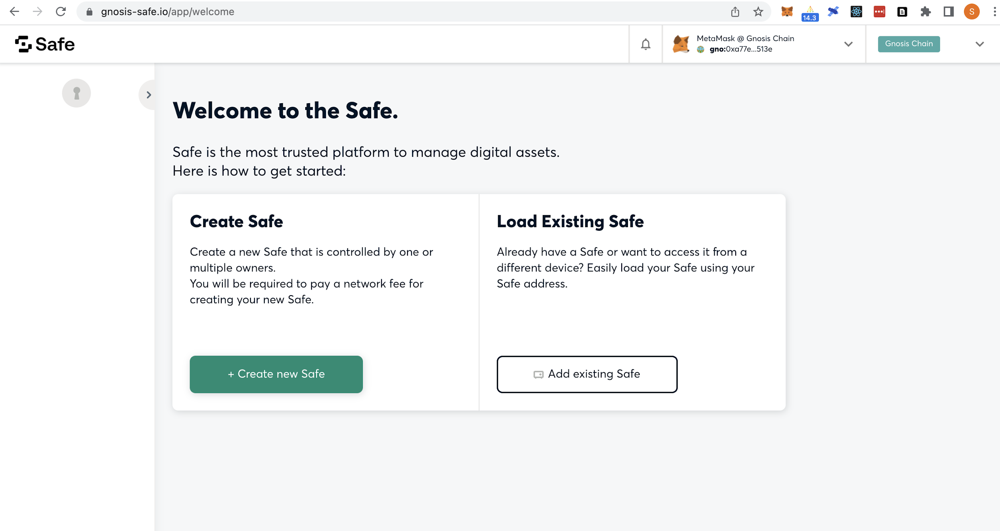 gnosis-safe.io/app/welcome
14.3
S
Safe
MetaMask @ Gnosis Chain
gno:0xa77e...513e
Gnosis Chain
Welcome to the Safe.
Safe is the most trusted platform to manage digital assets.
Here is how to get started:
Create Safe
Create a new Safe that is controlled by one or
multiple owners.
You will be required to pay a network fee for
creating your new Safe.
+ Create new Safe
Load Existing Safe
Already have a Safe or want to access it from a
different device? Easily load your Safe using your
Safe address.
Add existing Safe